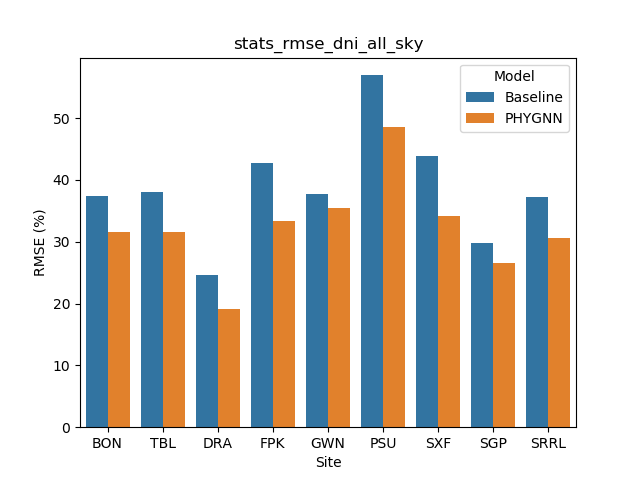 stats_rmse_dni_all_sky
Model
Baseline
PHYGNN
RMSE (%)
50
40
30
20
10
0
BON TBL DRA FPK GWN PSU SXF SGP SRRL
Site